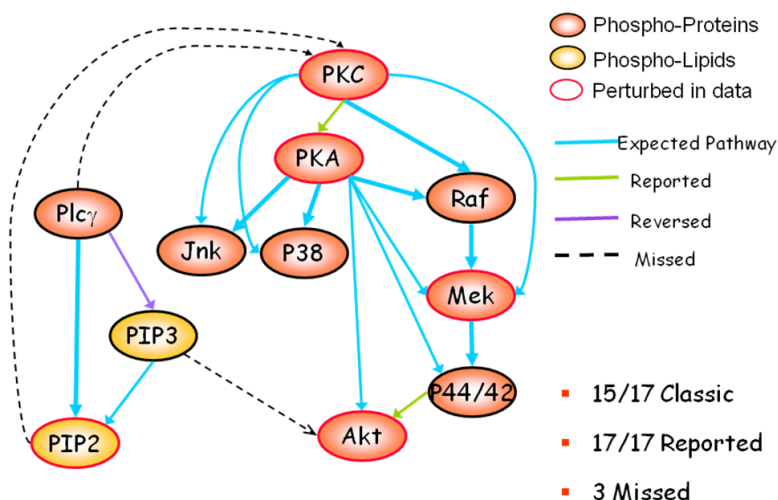 Phospho-Proteins
Phospho-Lipids
Perturbed in data
Expected Pathway
Reported
Reversed
Missed
PKC
PKA
Raf
Plcγ
Jnk
P38
Mek
PIP3
P44/42
Akt
PIP2
15/17 Classic
17/17 Reported
3 Missed